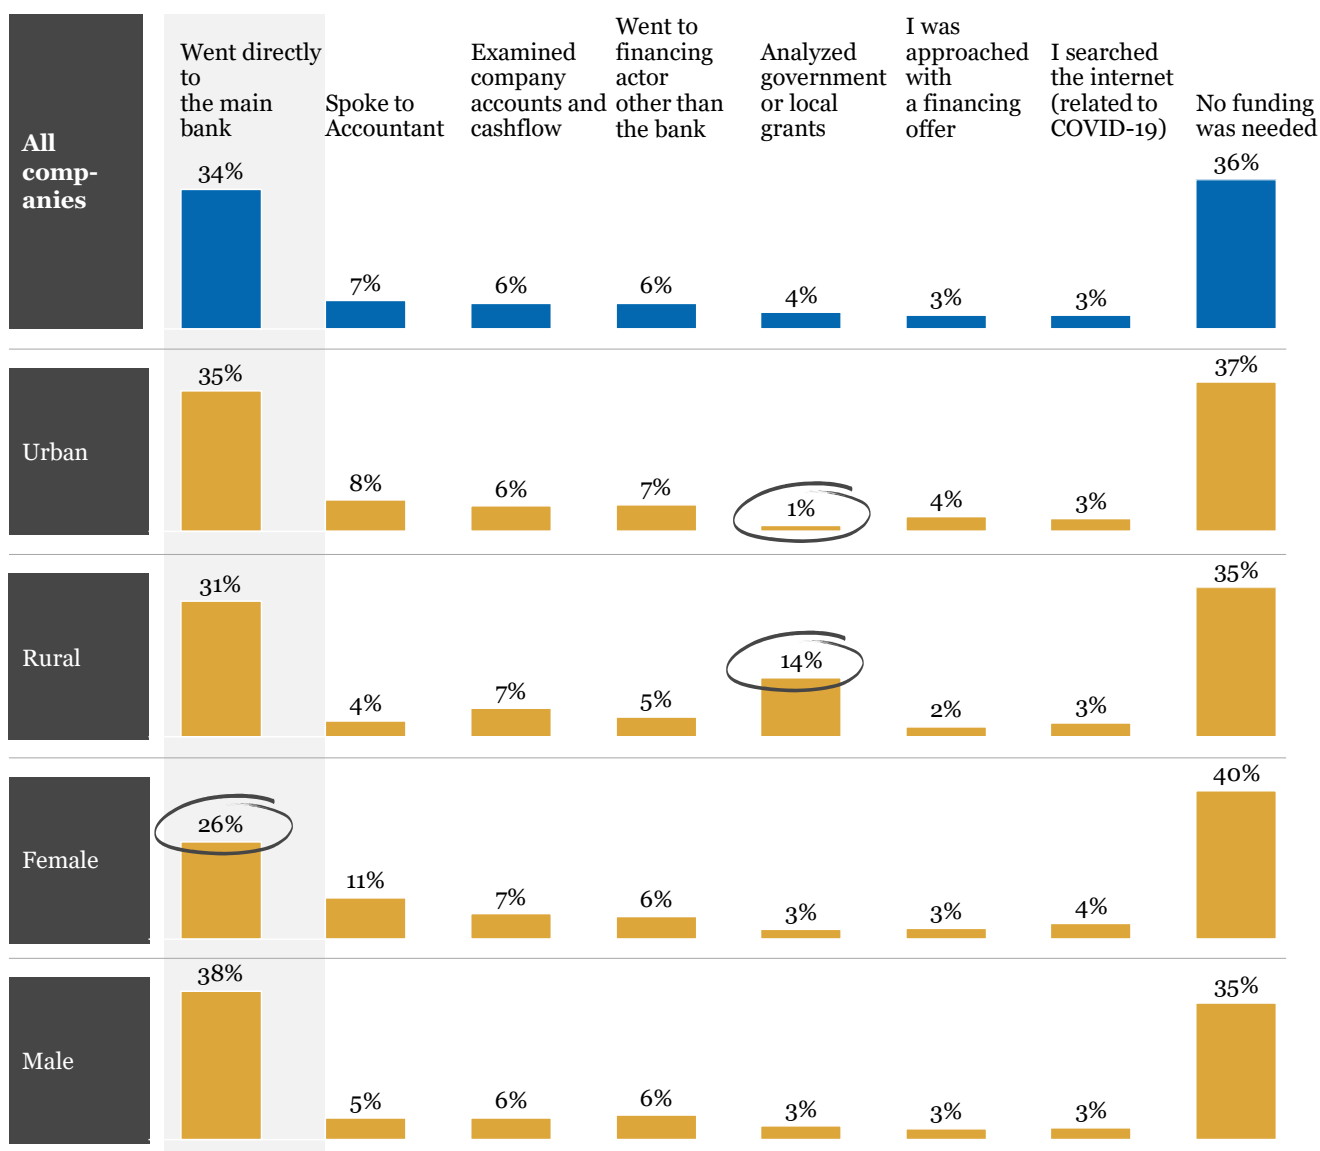 All
comp-
anies
Went directly
to
the main
bank
Spoke to
Accountant
Examined
company
accounts and
cashflow
Went to
financing
actor
other than
the bank
Analyzed
government
or local
grants
I was
approached
with
a financing
offer
I searched
the internet
(related to
COVID-19)
No funding
was needed
34%
7%
6%
6%
4%
3%
3%
36%
Urban
35%
8%
6%
7%
1%
4%
3%
37%
Rural
31%
4%
7%
5%
14%
2%
3%
35%
Female
26%
11%
7%
6%
3%
3%
4%
40%
Male
38%
5%
6%
6%
3%
3%
3%
35%